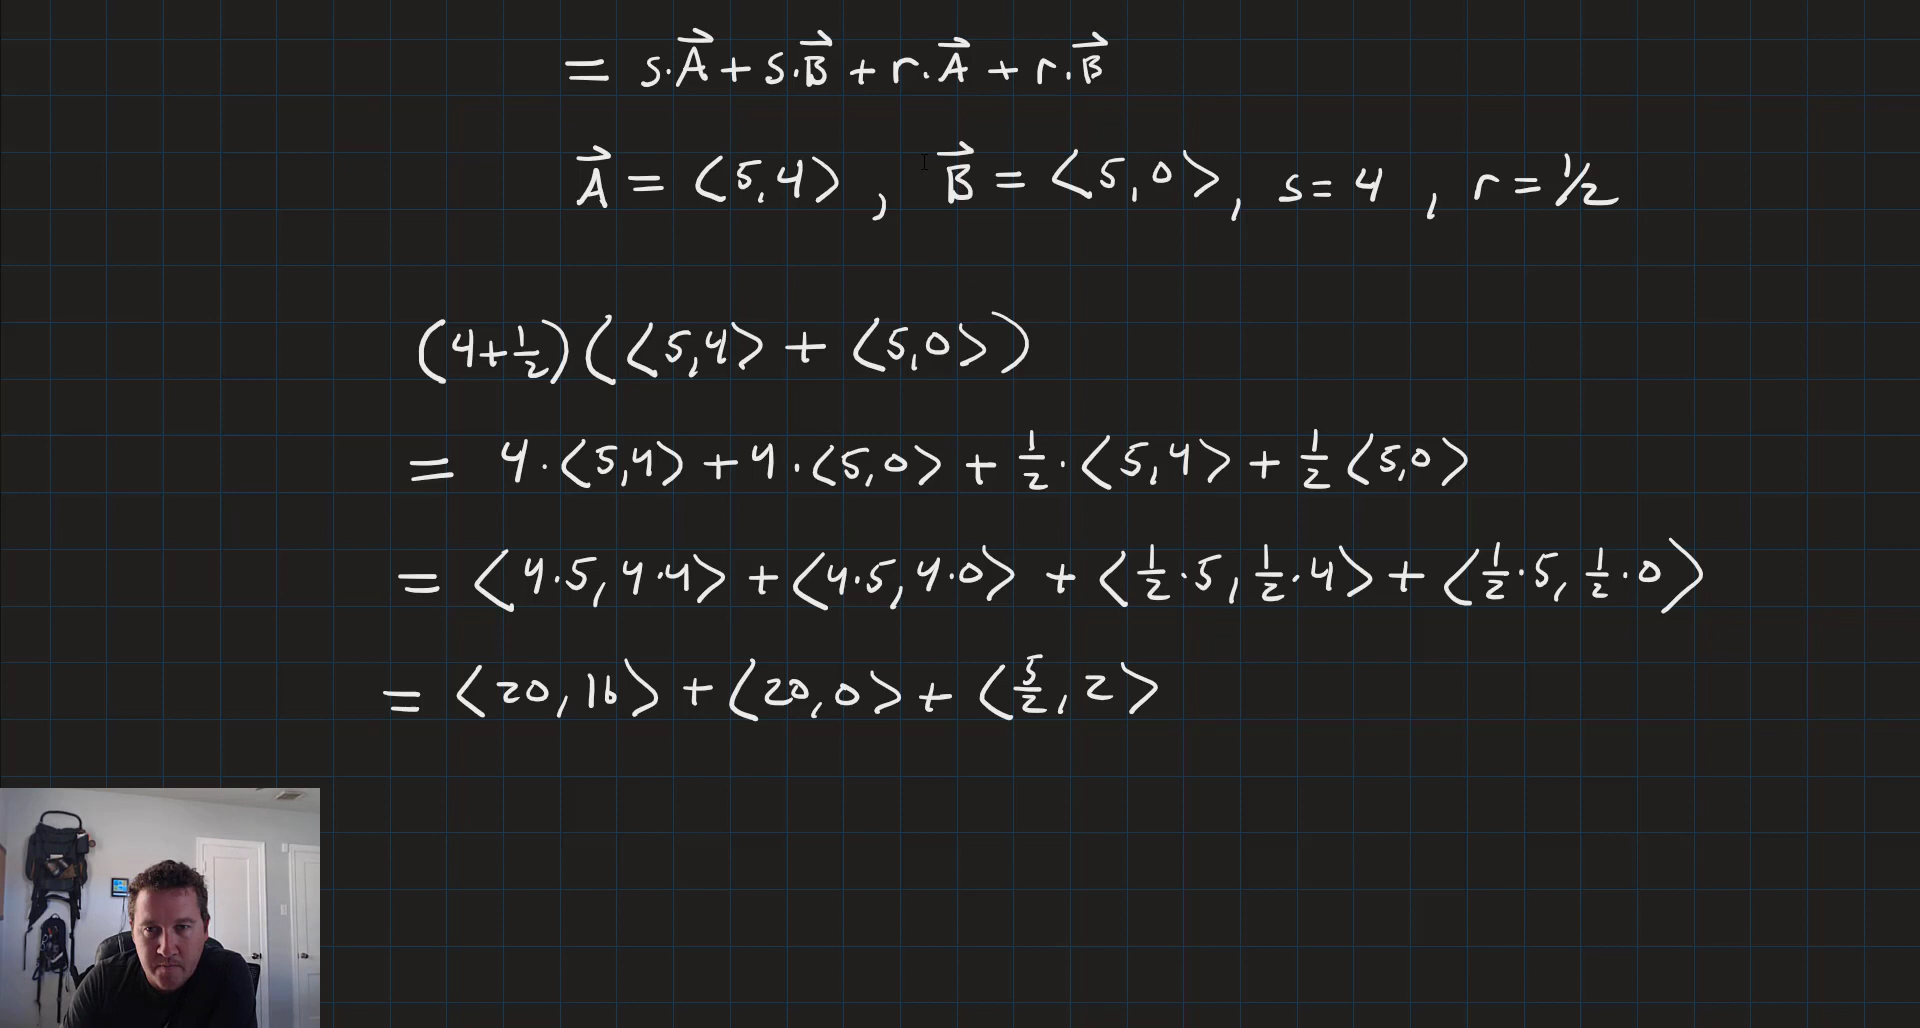 = s·A⃗ + s·B⃗ + r·A⃗ + r·B⃗
A⃗ = ⟨5,4⟩ , B⃗ = ⟨5,0⟩, s=4 , r=1/2
(4+1/2)(⟨5,4⟩ + ⟨5,0⟩)
= 4·⟨5,4⟩ + 4·⟨5,0⟩ + 1/2·⟨5,4⟩ + 1/2⟨5,0⟩
= ⟨4·5, 4·4⟩ + ⟨4·5, 4·0⟩ + ⟨1/2·5, 1/2·4⟩ + ⟨1/2·5, 1/2·0⟩
= ⟨20, 16⟩ + ⟨20,0⟩ + ⟨5/2, 2⟩